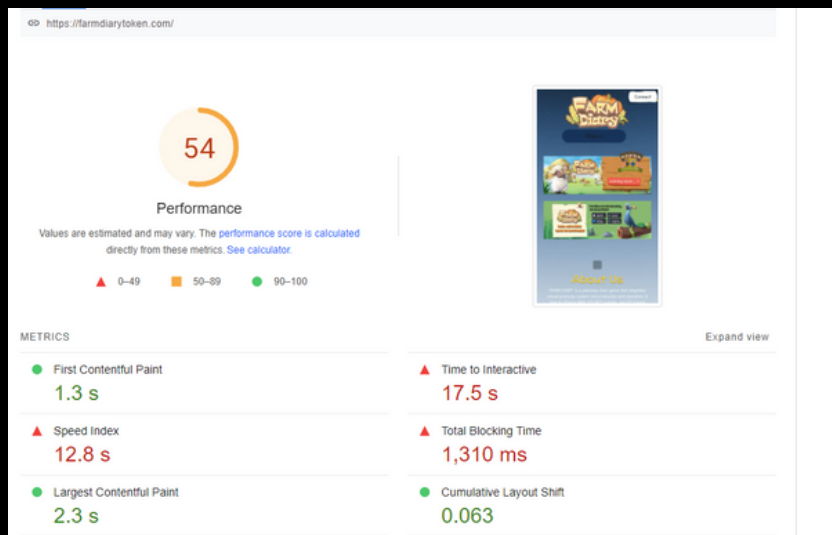 https://farmdiarytoken.com/
54
Performance
Values are estimated and may vary. The performance score is calculated
directly from these metrics. See calculator.
0–49
50–89
90–100
Contact
FARM
Diary
About Us
METRICS
Expand view
First Contentful Paint
1.3 s
Time to Interactive
17.5 s
Speed Index
12.8 s
Total Blocking Time
1,310 ms
Largest Contentful Paint
2.3 s
Cumulative Layout Shift
0.063